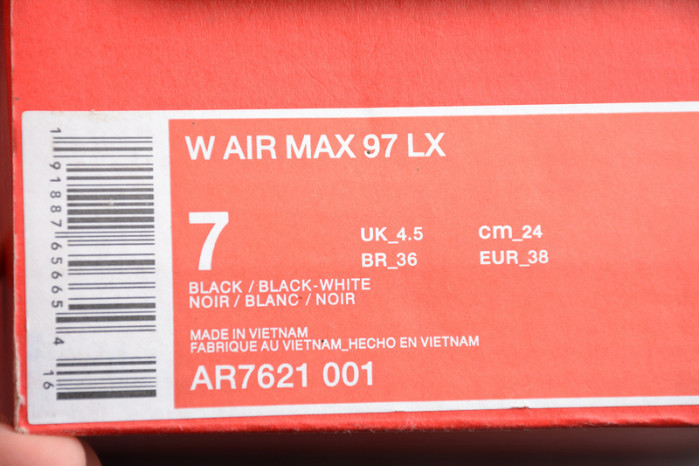 W AIR MAX 97 LX
7
UK_4.5 cm_24
BR_36 EUR_38
BLACK / BLACK-WHITE
NOIR / BLANC / NOIR
MADE IN VIETNAM
FABRIQUE AU VIETNAM_HECHO EN VIETNAM
AR7621 001
1 91887 65665 4
16